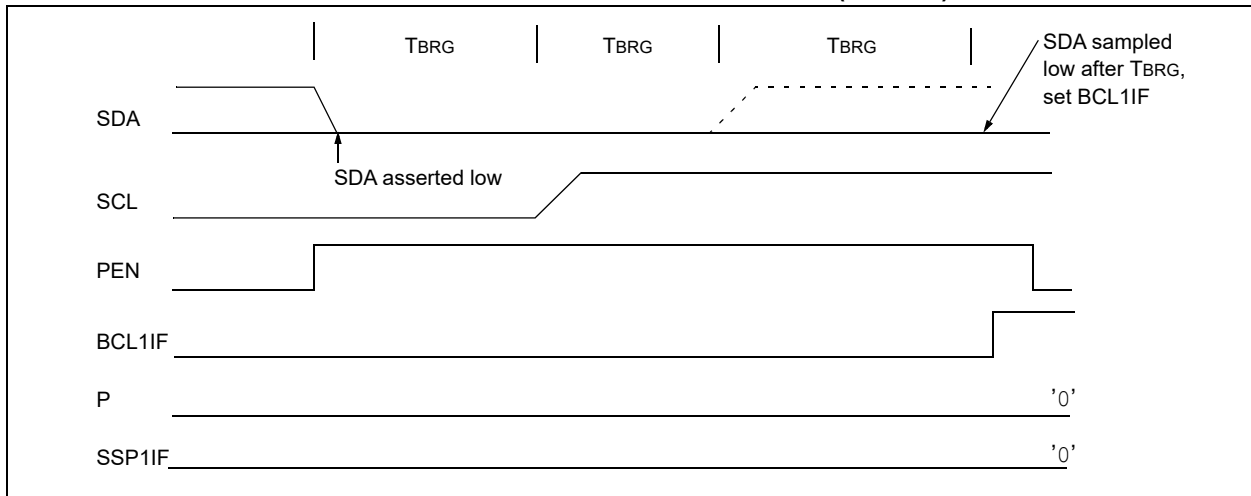 TBRG
TBRG
TBRG
SDA sampled
low after TBRG,
set BCL1IF
SDA
SDA asserted low
SCL
PEN
BCL1IF
P
'0'
SSP1IF
'0'